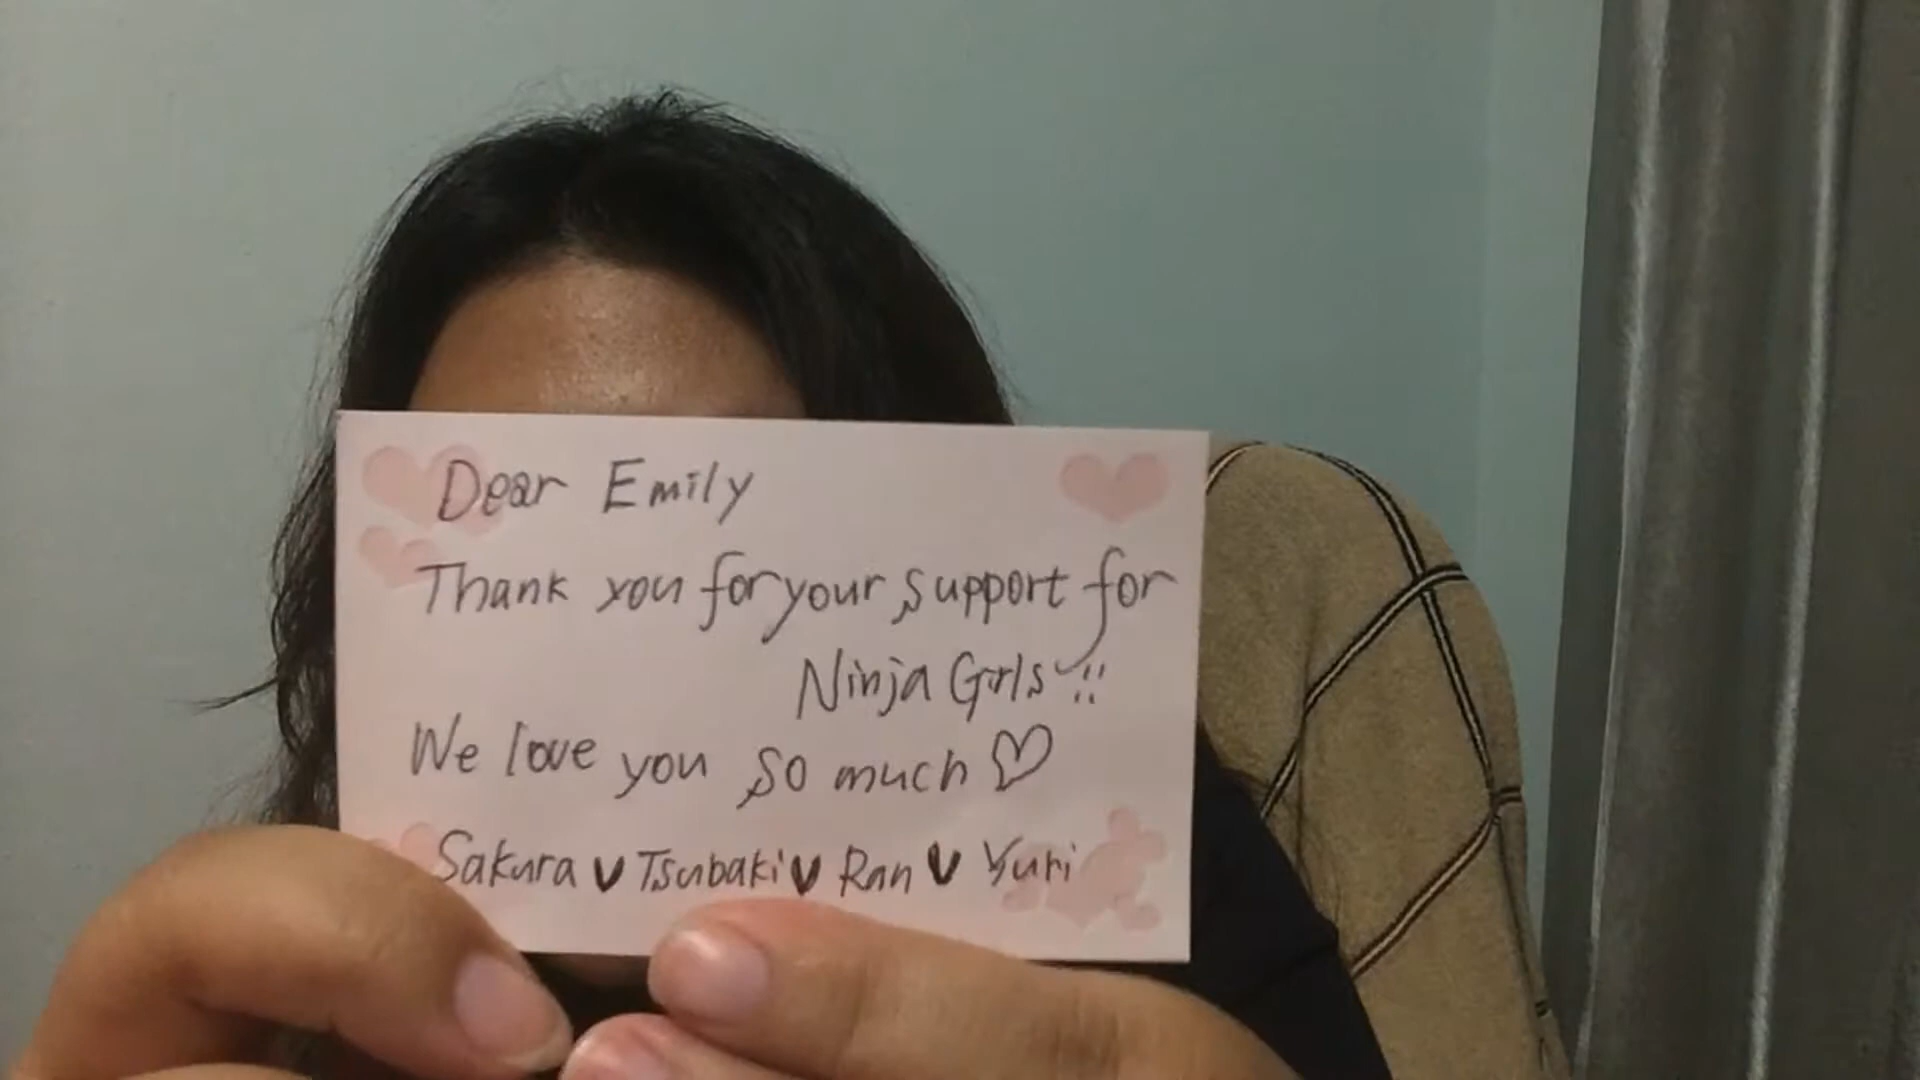 Dear Emily
Thank you for your support for
Ninja Girls!!
We love you so much ♡
Sakura ♥ Tsubaki ♥ Ran ♥ Yuri